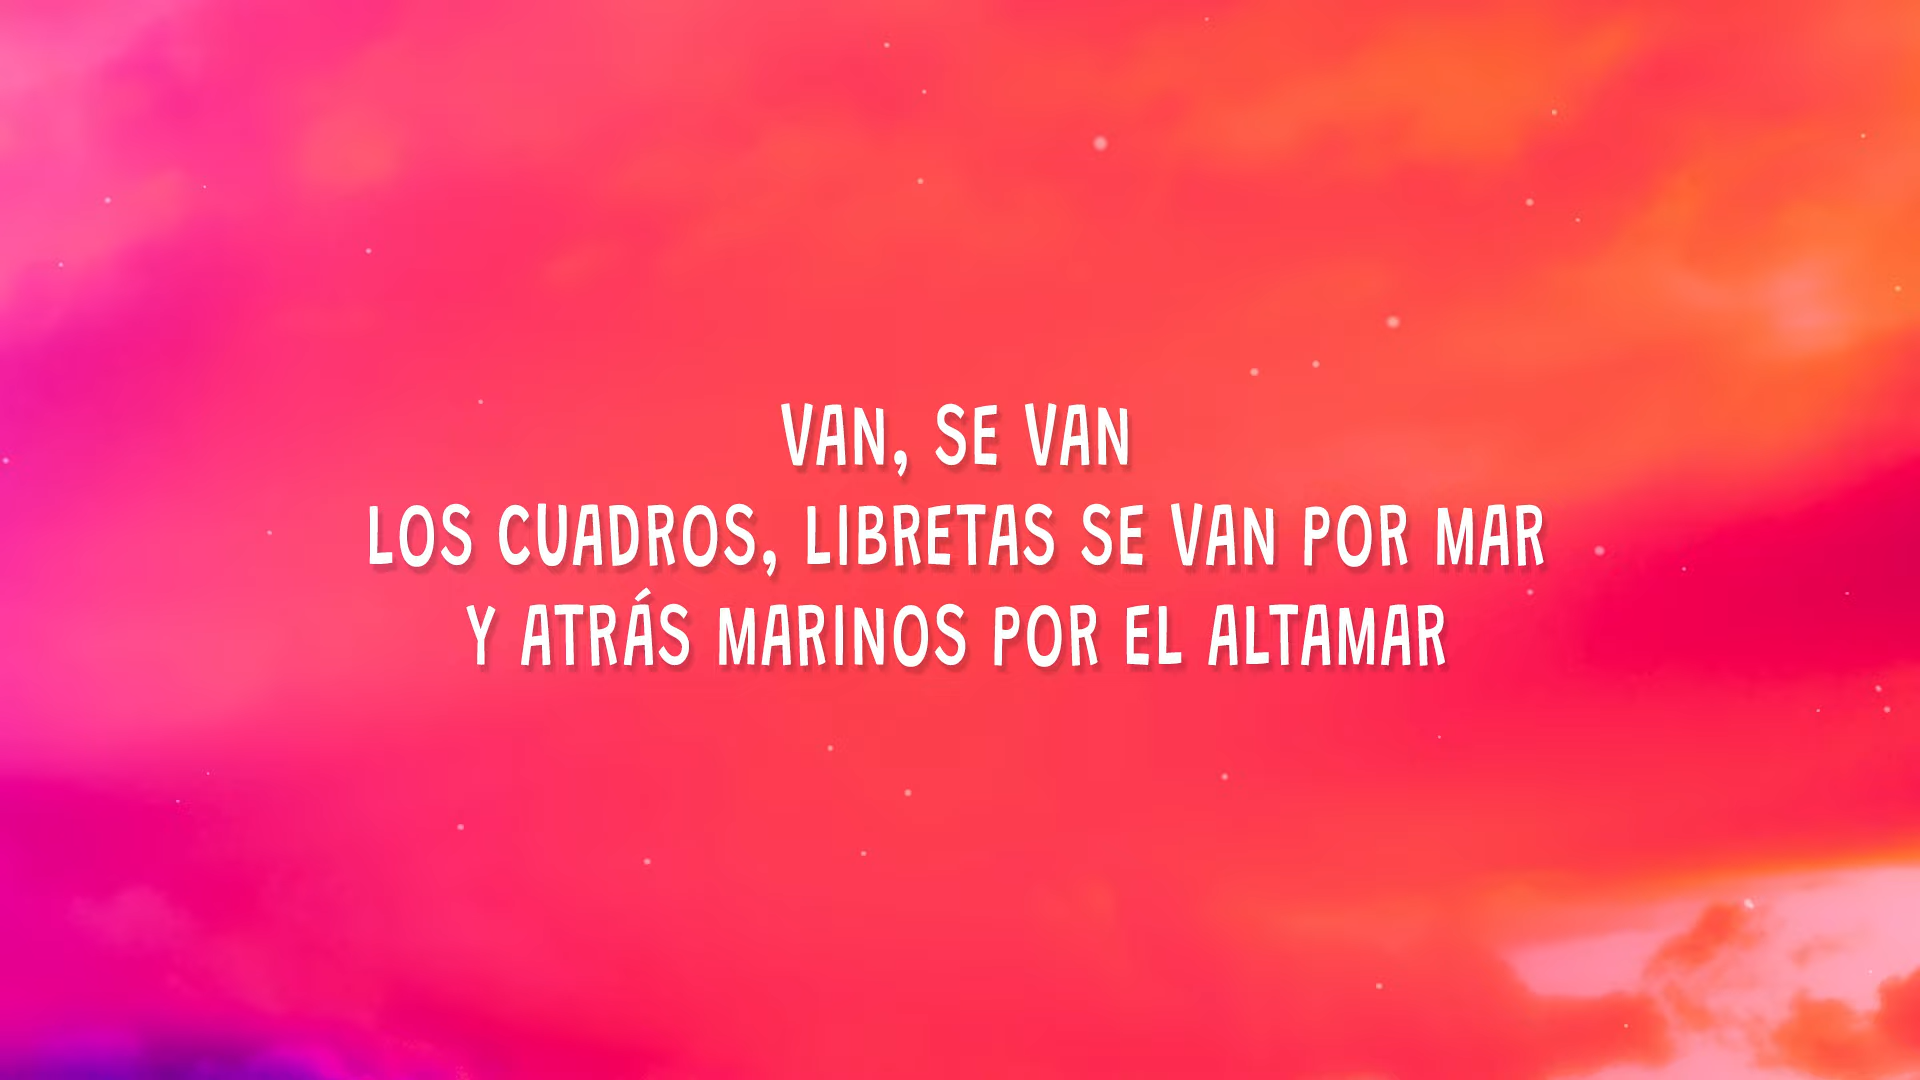 VAN, SE VAN
LOS CUADROS, LIBRETAS SE VAN POR MAR
Y ATRÁS MARINOS POR EL ALTAMAR